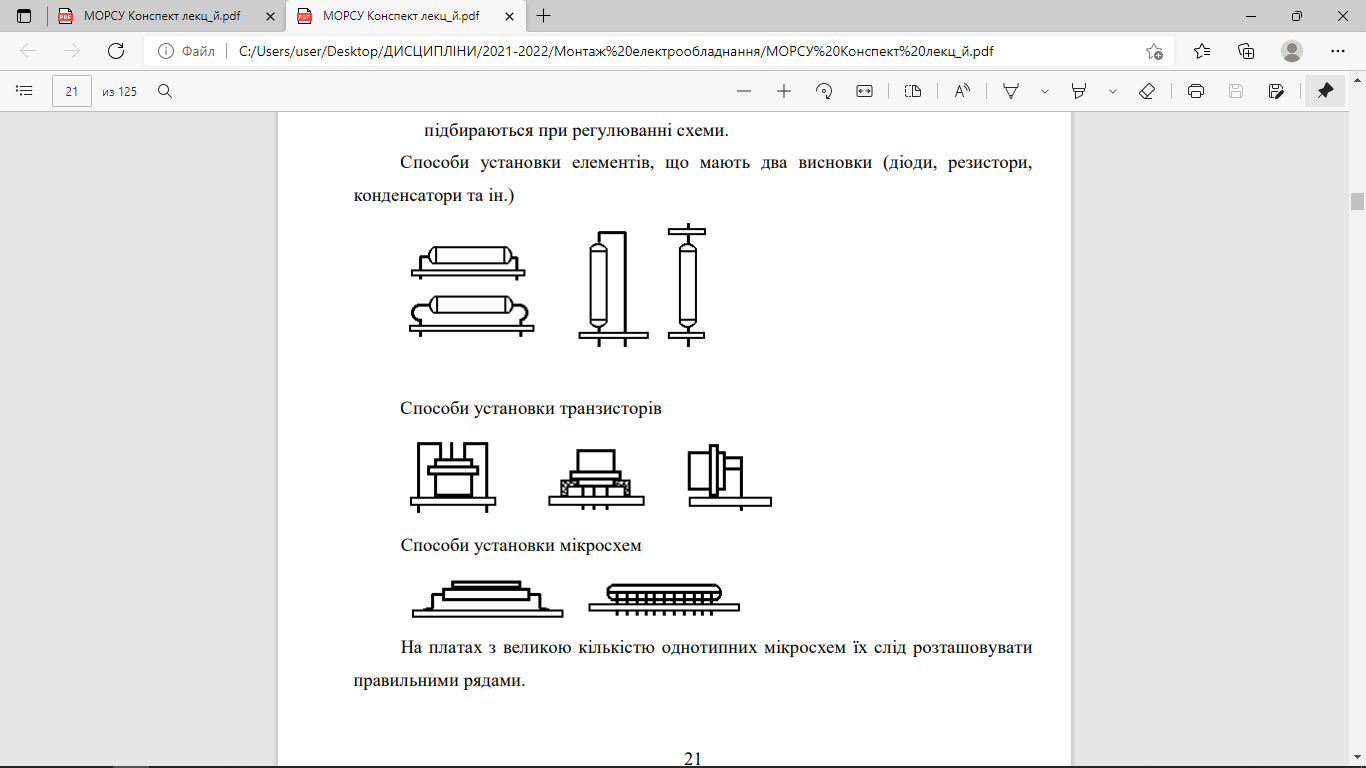 МОРСУ Конспект лекц_й.pdf
МОРСУ Конспект лекц_й.pdf
Файл
C:/Users/user/Desktop/ДИСЦИПЛІНИ/2021-2022/Монтаж%20електрообладнання/МОРСУ%20Конспект%20лекц_й.pdf
21
из 125
підбираються при регулюванні схеми.
Способи установки елементів, що мають два висновки (діоди, резистори,
конденсатори та ін.)
Способи установки транзисторів
Способи установки мікросхем
На платах з великою кількістю однотипних мікросхем їх слід розташовувати
правильними рядами.
21